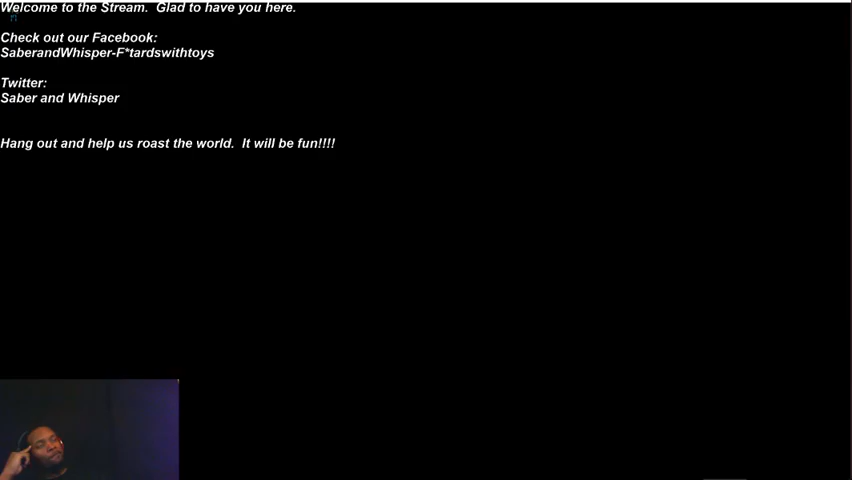 Welcome to the Stream.  Glad to have you here.
Check out our Facebook:
SaberandWhisper-F*tardswithtoys
Twitter:
Saber and Whisper
Hang out and help us roast the world.  It will be fun!!!!